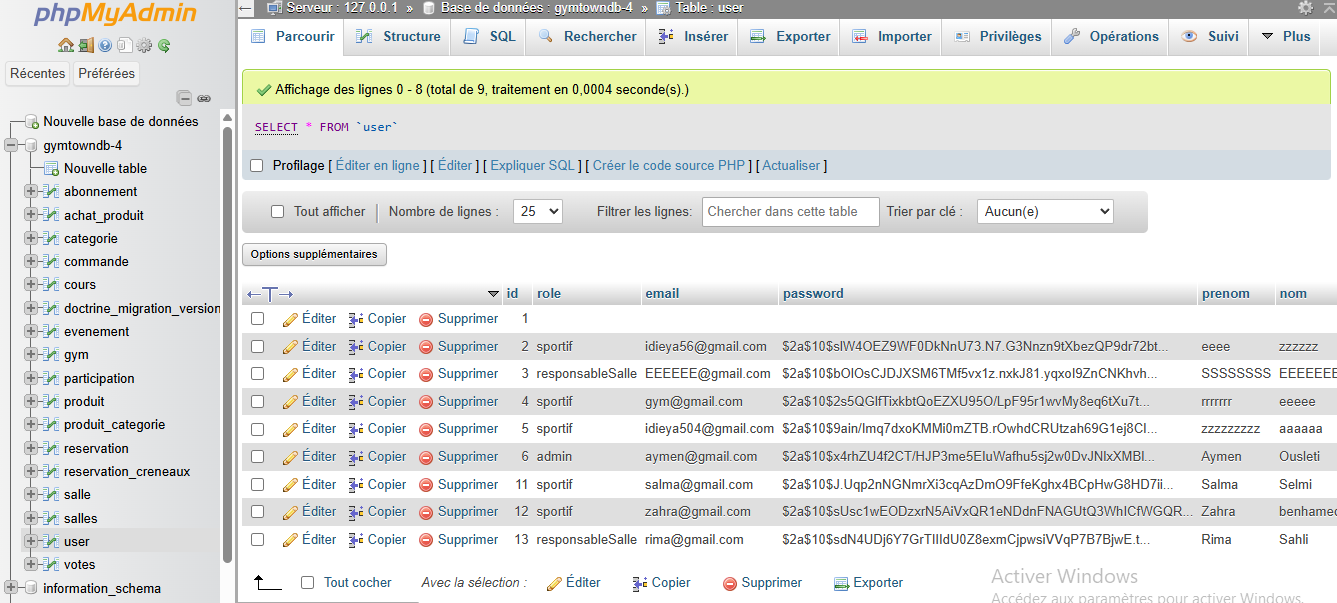 phpMyAdmin
Récentes Préférées
Nouvelle base de données
gymtowndb-4
Nouvelle table
abonnement
achat_produit
categorie
commande
cours
doctrine_migration_version
evenement
gym
participation
produit
produit_categorie
reservation
reservation_creneaux
salle
salles
user
votes
information_schema
Serveur : 127.0.0.1 » Base de données : gymtowndb-4 » Table : user
Parcourir Structure SQL Rechercher Insérer Exporter Importer Privilèges Opérations Suivi Plus
Affichage des lignes 0 - 8 (total de 9, traitement en 0,0004 seconde(s).)
SELECT * FROM `user`
Profilage [ Éditer en ligne ] [ Éditer ] [ Expliquer SQL ] [ Créer le code source PHP ] [ Actualiser ]
Tout afficher Nombre de lignes : 25 Filtrer les lignes: Chercher dans cette table Trier par clé : Aucun(e)
Options supplémentaires
id role email password prenom nom
Éditer Copier Supprimer 1
Éditer Copier Supprimer 2 sportif idieya56@gmail.com $2a$10$slW4OEZ9WF0DkNnU73.N7.G3Nnzn9tXbezQP9dr72bt... eeee zzzzzz
Éditer Copier Supprimer 3 responsableSalle EEEEEE@gmail.com $2a$10$bOlOsCJDJXSM6TMf5vx1z.nxkJ81.yqxoI9ZnCNKhvh... SSSSSSSS EEEEEEE
Éditer Copier Supprimer 4 sportif gym@gmail.com $2a$10$2s5QGIfTixkbtQoEZXU95O/LpF95r1wvMy8eq6tXu7t... rrrrrrr eeeee
Éditer Copier Supprimer 5 sportif idieya504@gmail.com $2a$10$9ain/Imq7dxoKMMi0mZTB.rOwhdCRUtzah69G1ej8CI... zzzzzzzzz aaaaaa
Éditer Copier Supprimer 6 admin aymen@gmail.com $2a$10$x4rhZU4f2CT/HJP3me5EluWafhu5sj2w0DvJNlxXMBl... Aymen Ousleti
Éditer Copier Supprimer 11 sportif salma@gmail.com $2a$10$J.Uqp2nNGNmrXi3cqAzDmO9FfeKghx4BCpHwG8HD7ii... Salma Selmi
Éditer Copier Supprimer 12 sportif zahra@gmail.com $2a$10$sUsc1wEODzxrN5AiVxQR1eNDdnFNAGUtQ3WhICfWGQR... Zahra benhamed
Éditer Copier Supprimer 13 responsableSalle rima@gmail.com $2a$10$sdN4UDj6Y7GrTIIIdU0Z8exmCjpwsiVVqP7B7BjwE.t... Rima Sahli
Tout cocher Avec la sélection : Éditer Copier Supprimer Exporter
Activer Windows
Accédez aux paramètres pour activer Windows.